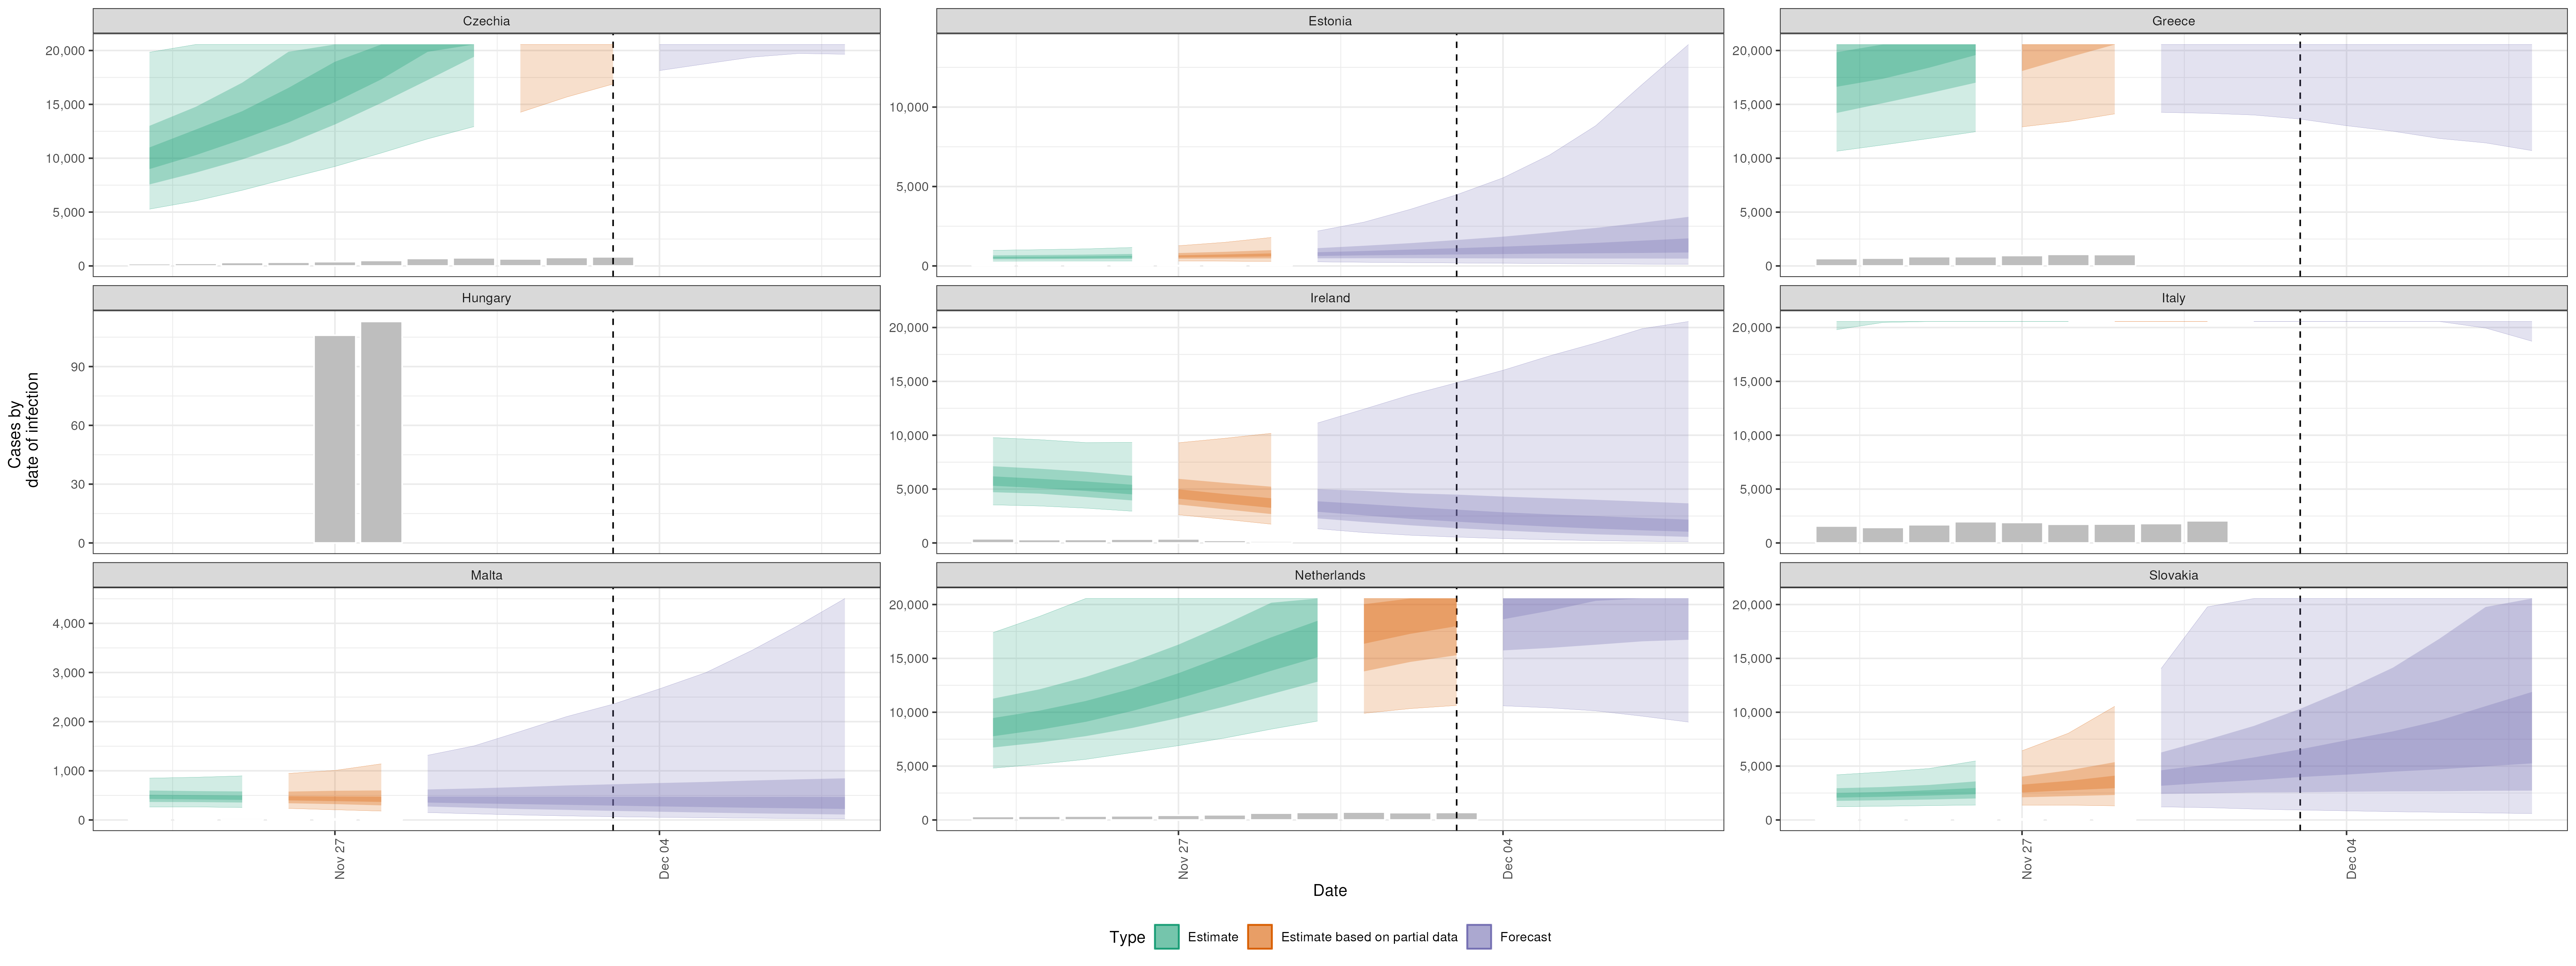 Czechia
Estonia
Greece
20,000
15,000
10,000
5,000
0
10,000
5,000
0
20,000
15,000
10,000
5,000
0
Hungary
Ireland
Italy
90
60
30
0
20,000
15,000
10,000
5,000
0
20,000
15,000
10,000
5,000
0
Cases by
date of infection
Malta
Netherlands
Slovakia
4,000
3,000
2,000
1,000
0
20,000
15,000
10,000
5,000
0
20,000
15,000
10,000
5,000
0
Nov 27
Dec 04
Nov 27
Dec 04
Nov 27
Dec 04
Date
Type Estimate Estimate based on partial data Forecast